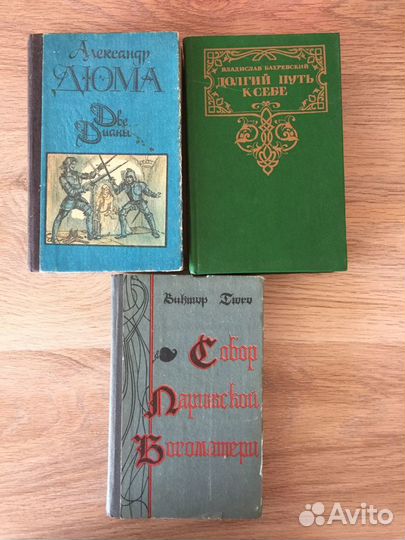 Александр
ДЮМА
Две
Дианы
ВЛАДИСЛАВ БАХРЕВСКИЙ
ДОЛГИЙ ПУТЬ
К СЕБЕ
Виктор Гюго
Собор
Парижской
Богоматери
Avito